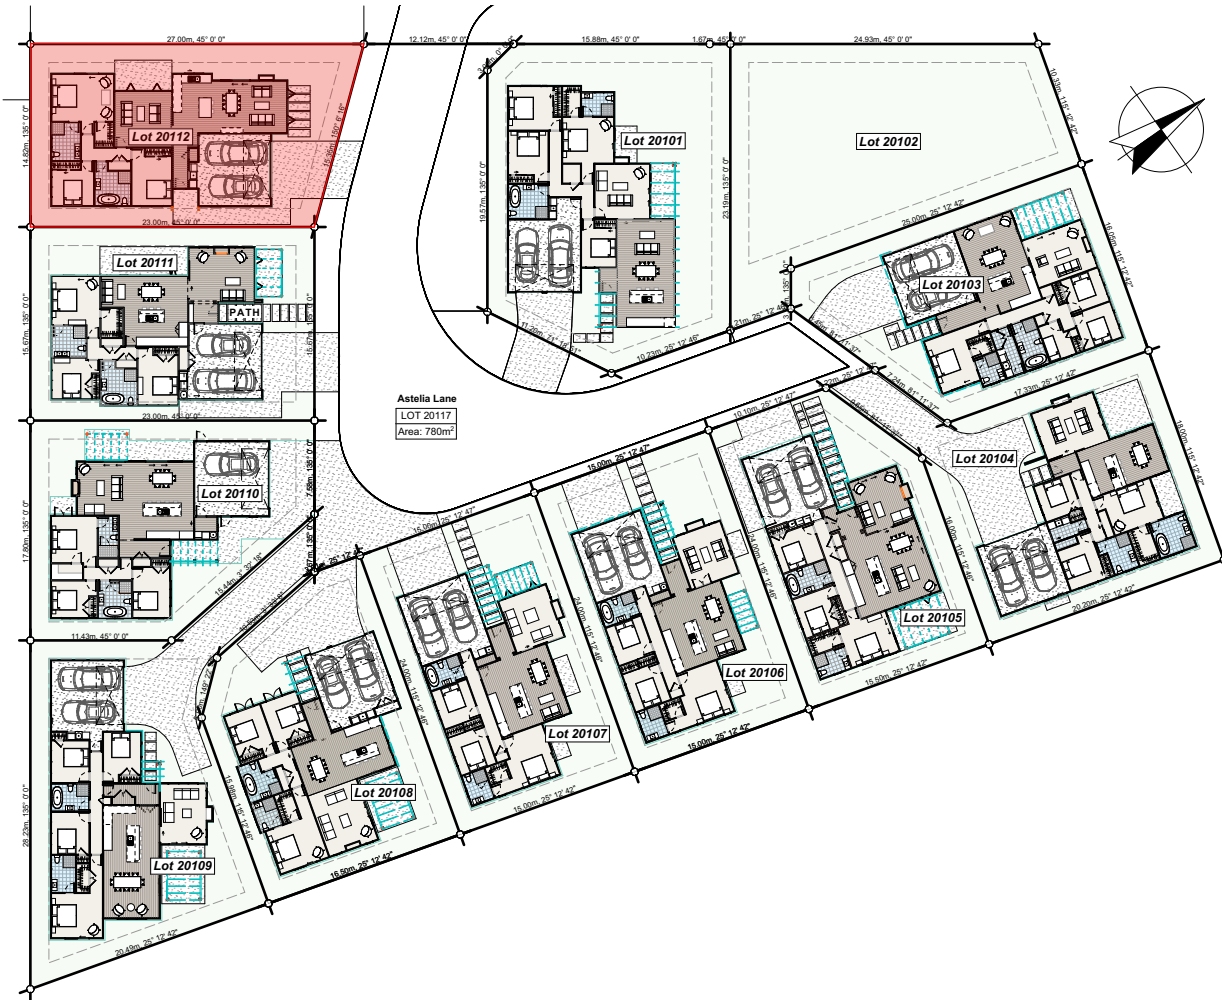 27.00m, 45° 0' 0"
12.12m, 45° 0' 0"
15.88m, 45° 0' 0"
1.67m, 45° 0' 0"
24.93m, 45° 0' 0"
10.33m, 115° 12' 42"
14.82m, 135° 0' 0"
Lot 20112
Lot 20101
Lot 20102
19.57m, 135° 0' 0"
23.19m, 135° 0' 0"
25.00m, 25° 12' 42"
23.00m, 45° 0' 0"
Lot 20111
PATH
Lot 20103
15.67m, 135° 0' 0"
15.67m, 135° 0' 0"
10.23m, 25° 12' 46"
17.33m, 25° 12' 42"
23.00m, 45° 0' 0"
Astelia Lane
LOT 20117
Area: 780m²
10.10m, 25° 12' 47"
18.00m, 115° 12' 42"
Lot 20110
15.00m, 25° 12' 47"
Lot 20104
17.80m, 135° 0' 0"
24.00m, 115° 12' 46"
24.00m, 115° 12' 46"
20.20m, 25° 12' 42"
Lot 20105
11.43m, 45° 0' 0"
24.00m, 115° 12' 46"
Lot 20106
15.50m, 25° 12' 42"
Lot 20107
15.00m, 25° 12' 42"
Lot 20108
15.98m, 115° 12' 46"
15.00m, 25° 12' 42"
28.23m, 135° 0' 0"
Lot 20109
16.50m, 25° 12' 42"
20.49m, 25° 12' 42"